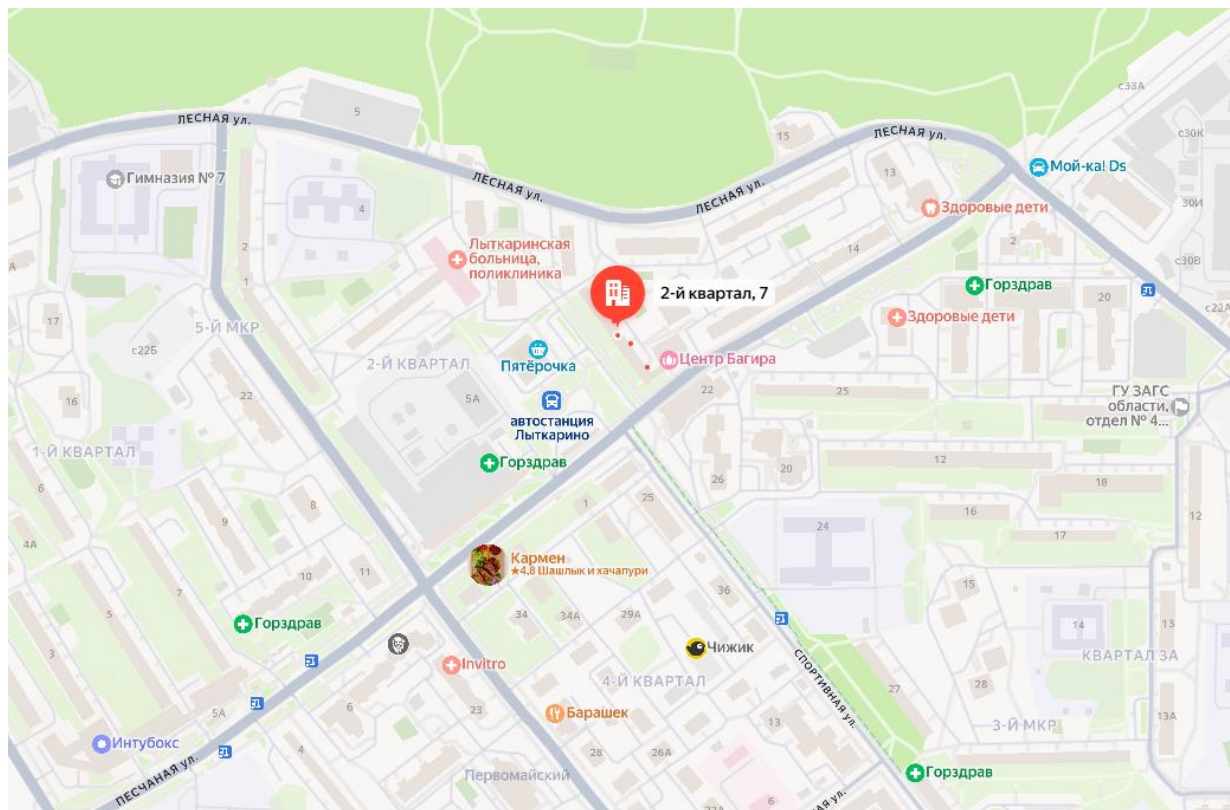 с33А
5
ЛЕСНАЯ ул.
15
ЛЕСНАЯ ул.
с30К
Мой-ка! Ds
Гимназия № 7
ЛЕСНАЯ ул.
ЛЕСНАЯ ул.
13
4
Здоровые дети
30И
2
Лыткаринская
больница,
поликлиника
14
2
с30В
1
2-й квартал, 7
Горздрав
20
с22А
А
5-Й МКР.
Здоровые дети
с22Б
2-Й КВАРТАЛ
Пятёрочка
Центр Багира
22
25
ГУ ЗАГС
области,
отдел № 4...
16
22
5А
автостанция
Лыткарино
1-Й КВАРТАЛ
Горздрав
12
20
26
18
6
8
1
25
16
24
12
9
17
4А
Кармен
★4,8 Шашлык и хачапури
10
11
15
5
7
34
34А
29А
Горздрав
14
13
3
Чижик
КВАРТАЛ 3А
Invitro
СПОРТИВНАЯ ул.
4-Й КВАРТАЛ
27
28
6
23
Барашек
5А
13
13А
3-Й МКР.
Интубокс
4
28
26А
ПЕСЧАНАЯ ул.
Первомайский
Горздрав
6